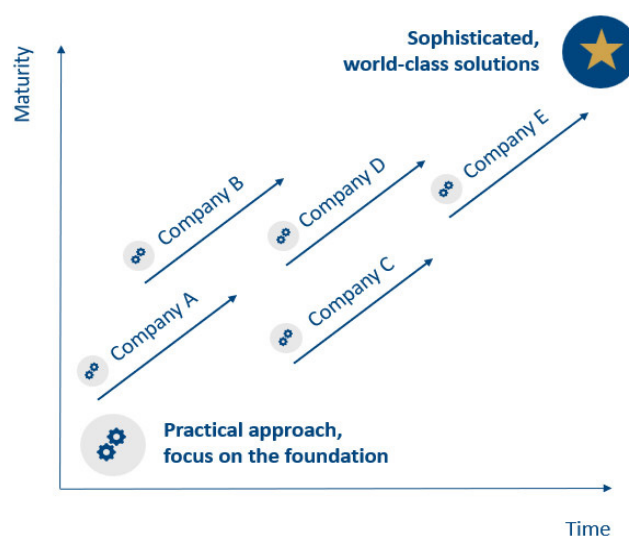 Sophisticated,
world-class solutions
Maturity
Company E
Company B
Company D
Company C
Company A
Practical approach,
focus on the foundation
Time